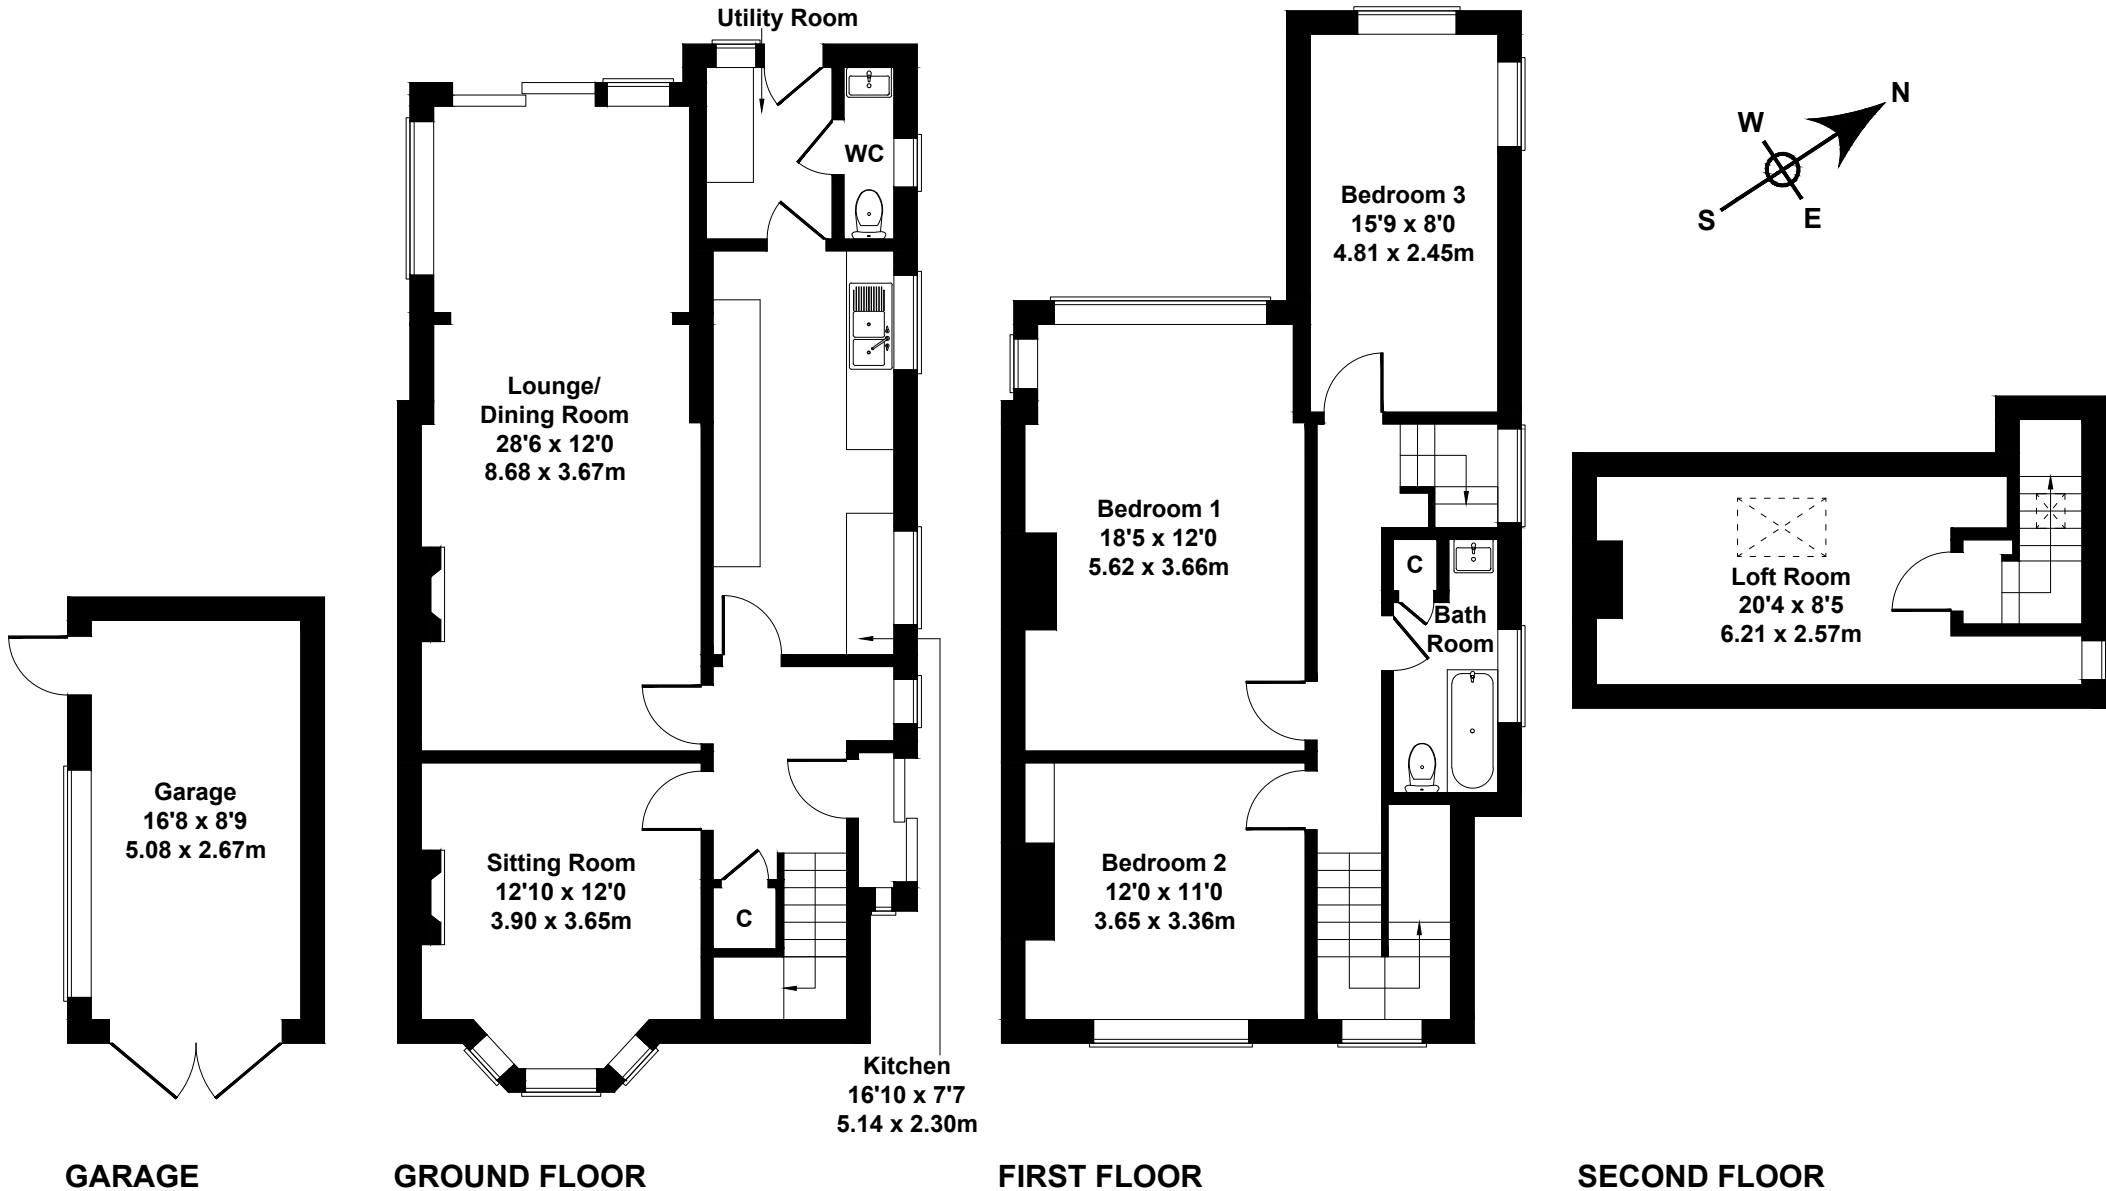 Utility Room
WC
Lounge/
Dining Room
28'6 x 12'0
8.68 x 3.67m
Sitting Room
12'10 x 12'0
3.90 x 3.65m
C
Kitchen
16'10 x 7'7
5.14 x 2.30m
Garage
16'8 x 8'9
5.08 x 2.67m
Bedroom 3
15'9 x 8'0
4.81 x 2.45m
Bedroom 1
18'5 x 12'0
5.62 x 3.66m
C
Bath
Room
Bedroom 2
12'0 x 11'0
3.65 x 3.36m
N
W
S
E
Loft Room
20'4 x 8'5
6.21 x 2.57m
GARAGE
GROUND FLOOR
FIRST FLOOR
SECOND FLOOR